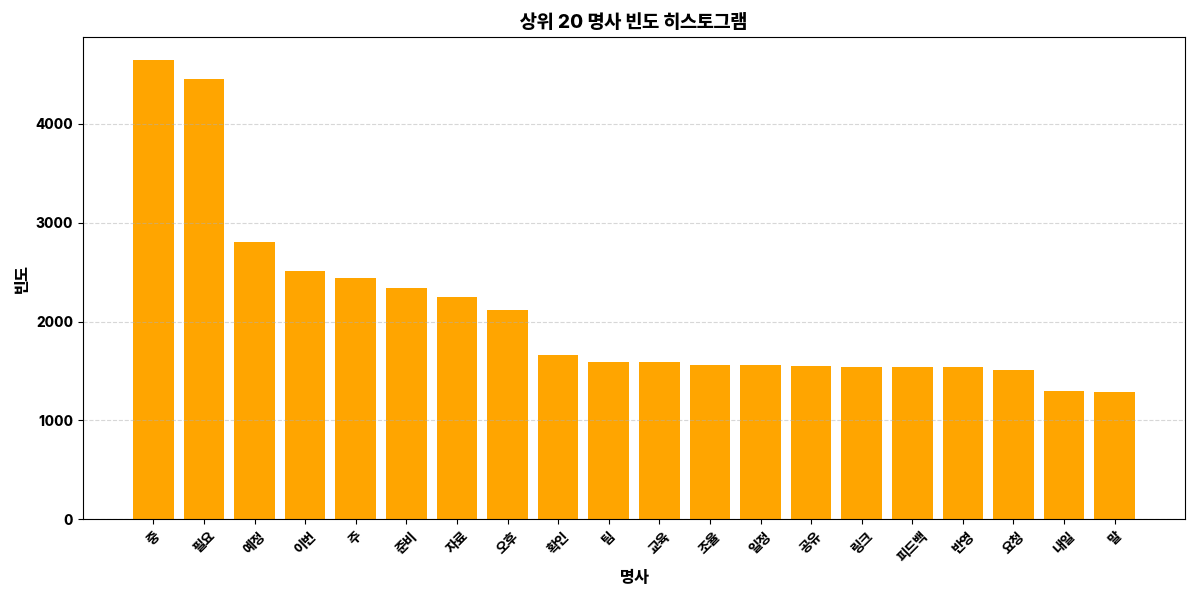 상위 20 명사 빈도 히스토그램
빈도
4000
3000
2000
1000
0
중 필요 예정 이번 주 준비 자료 오후 확인 팀 교육 조율 일정 공유 링크 피드백 반영 요청 내일 말
명사